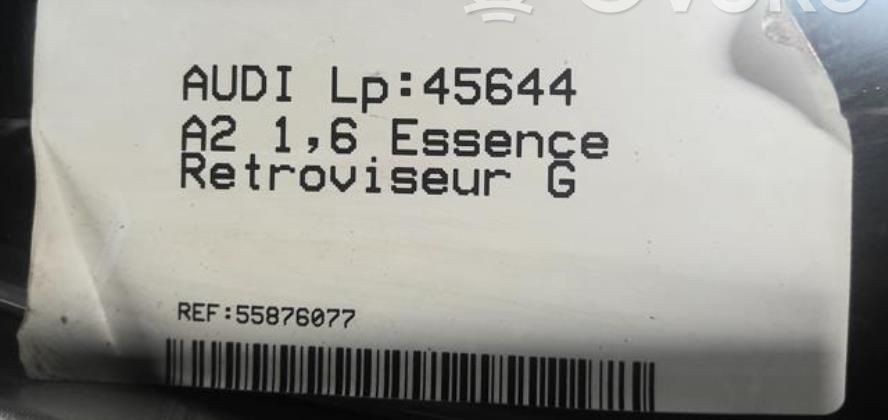 AUDI Lp:45644
A2 1,6 Essence
Retroviseur G
REF:55876077